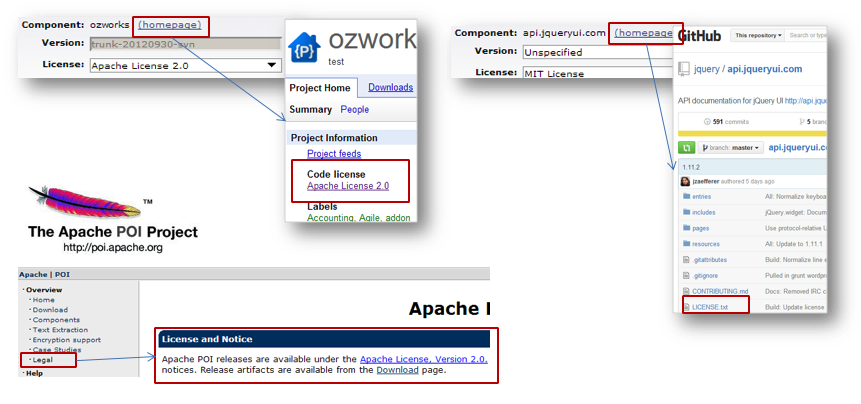 Component: ozworks (homepage)
Version: trunk-20120930-svn
License: Apache License 2.0
ozwork
test
Project Home Downloads
Summary People
Project Information
Project feeds
Code license
Apache License 2.0
Labels
Accounting, Agile, addon
Component: api.jqueryui.com (homepage
Version: Unspecified
License: MIT License
GitHub This repository Search or type
jquery / api.jqueryui.com
API documentation for jQuery UI http://api.jqu
591 commits 5 bran
branch: master api.jqueryui.c
1.11.2
jzaefferer authored 5 days ago
entries All: Normalize keyboa
includes jQuery widget: Docum
pages Use protocol-relative U
resources All: Update to 1.11.1
.gitattributes Build: Normalize line e
.gitignore Pulled in grunt wordpr
CONTRIBUTING.md Docs: Removed IRC c
LICENSE.txt Build: Update license
TM
The Apache POI Project
http://poi.apache.org
Apache | POI
Overview
Home
Download
Components
Text Extraction
Encryption support
Case Studies
Legal
Help
Apache
License and Notice
Apache POI releases are available under the Apache License, Version 2.0.
notices. Release artifacts are available from the Download page.